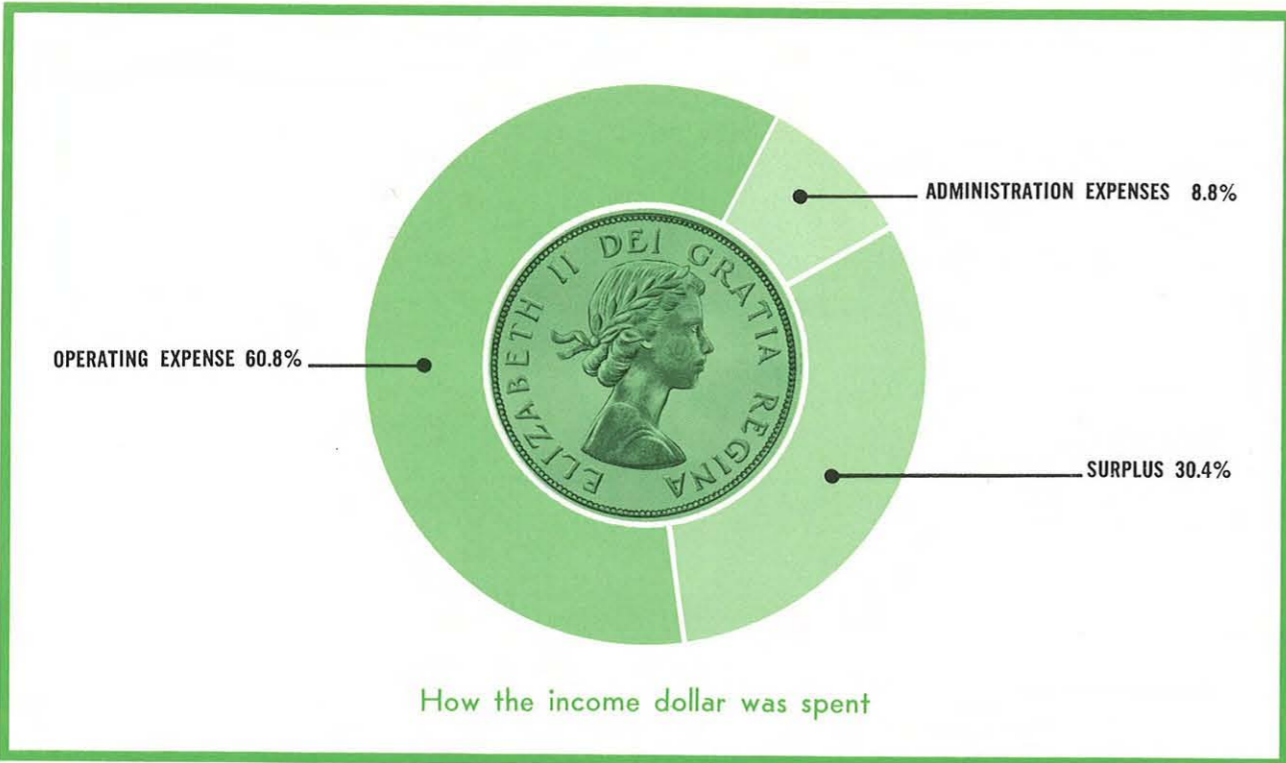 ADMINISTRATION EXPENSES 8.8%
ELIZABETH II DEI GRATIA REGINA
OPERATING EXPENSE 60.8%
SURPLUS 30.4%
How the income dollar was spent